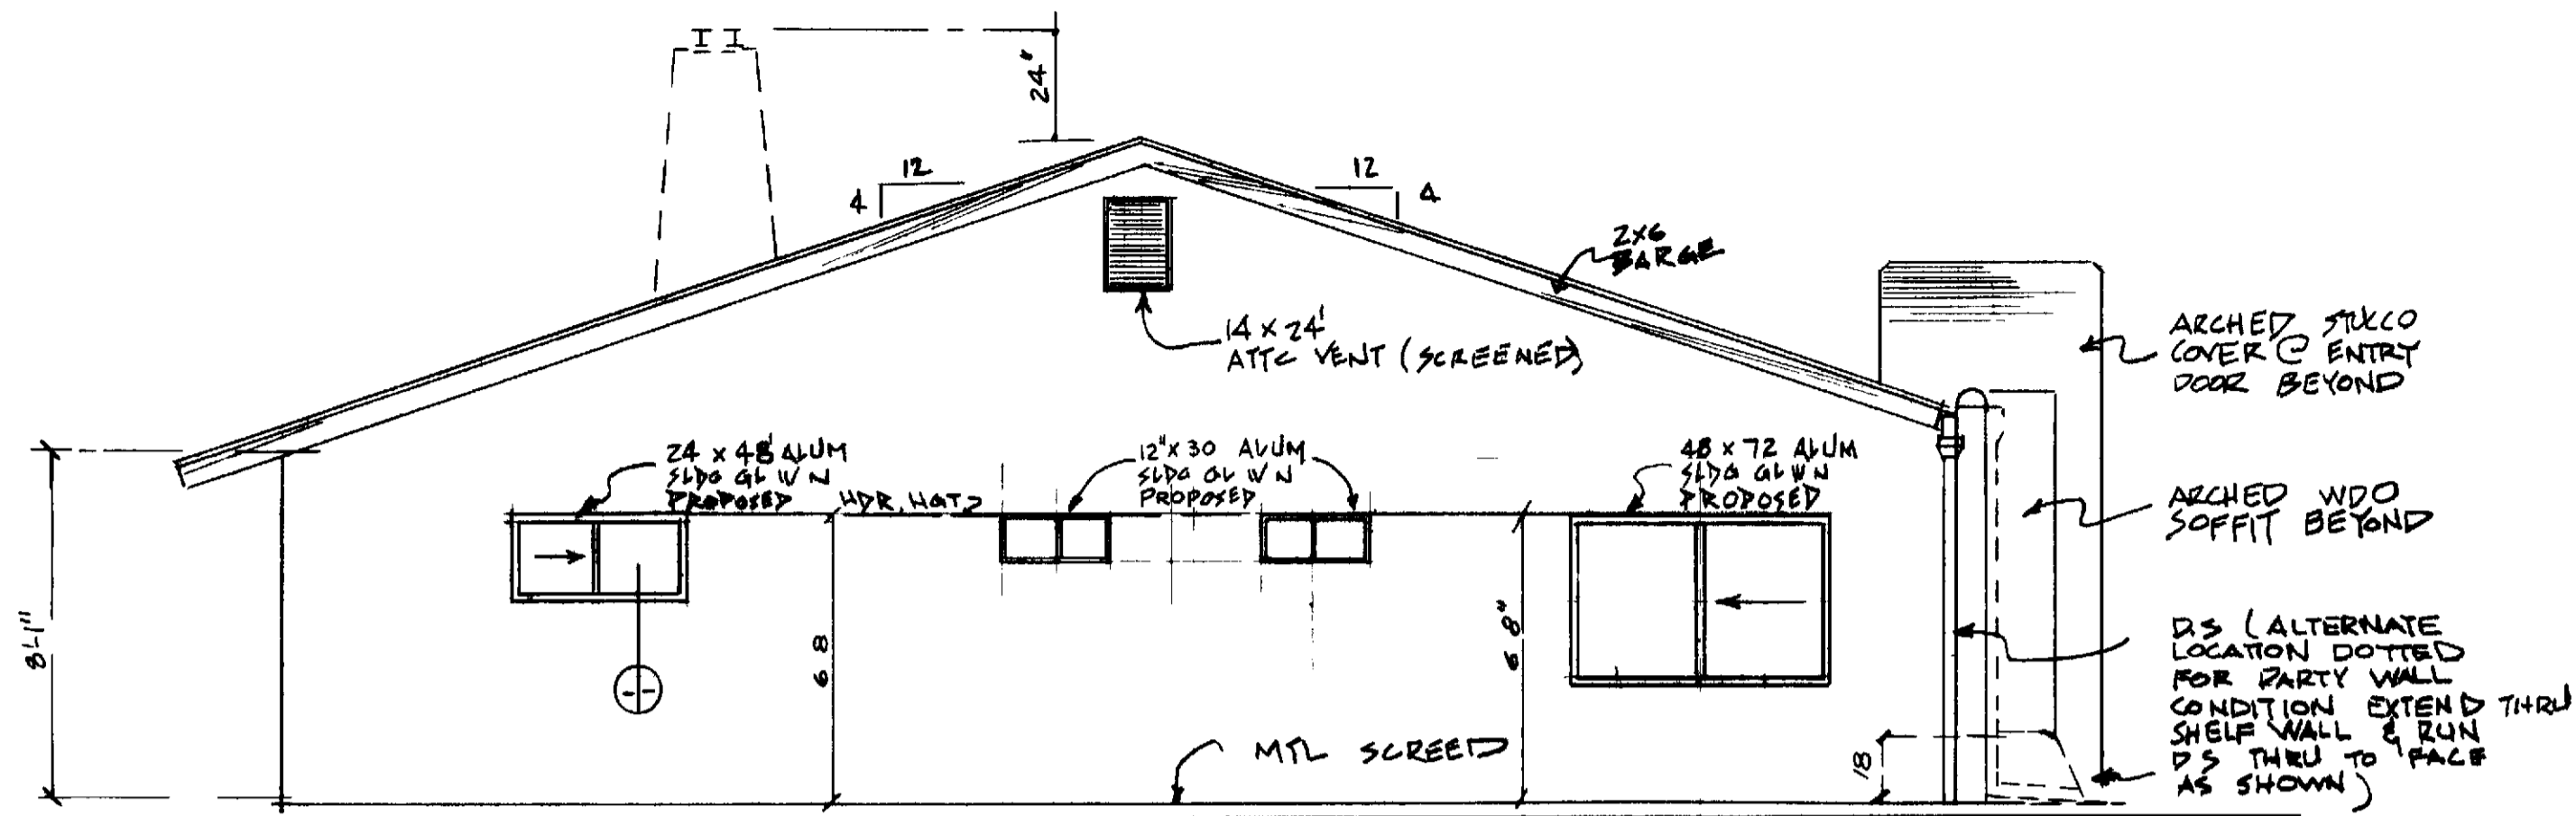 I I
24"
12
4
12
4
2x6
BARGE
14 x 24"
ATTC VENT (SCREENED)
ARCHED STUCCO
COVER @ ENTRY
DOOR BEYOND
24 x 48 ALUM
SLDG GL W N
PROPOSED
HDR. HGT
12" x 30 ALUM
SLDG GL W N
PROPOSED
48 x 72 ALUM
SLDG GL W N
PROPOSED
ARCHED WDO
SOFFIT BEYOND
8'-1"
6 8
6 8"
MTL SCREED
18
D.S (ALTERNATE
LOCATION DOTTED
FOR PARTY WALL
CONDITION EXTEND THRU
SHELF WALL & RUN
DS THRU TO FACE
AS SHOWN)